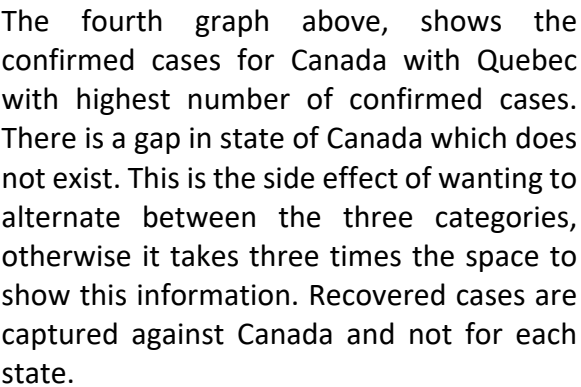 The fourth graph above, shows the
confirmed cases for Canada with Quebec
with highest number of confirmed cases.
There is a gap in state of Canada which does
not exist. This is the side effect of wanting to
alternate between the three categories,
otherwise it takes three times the space to
show this information. Recovered cases are
captured against Canada and not for each
state.